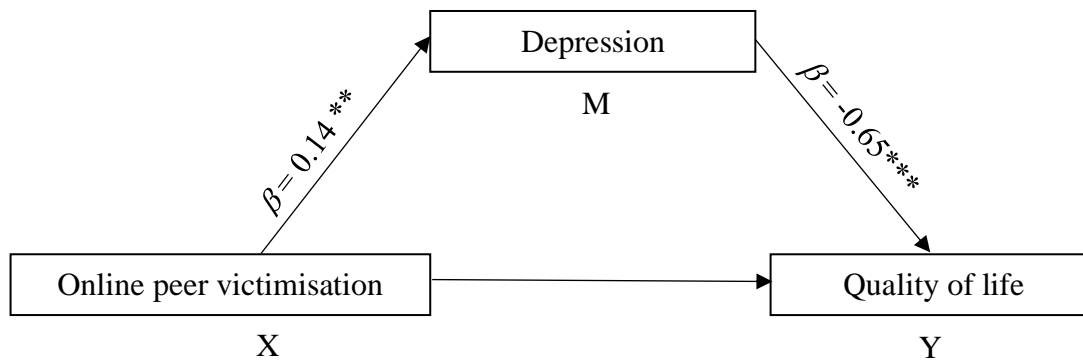 Depression
M
β = 0.14 **
β = -0.65***
Online peer victimisation
Quality of life
X
Y